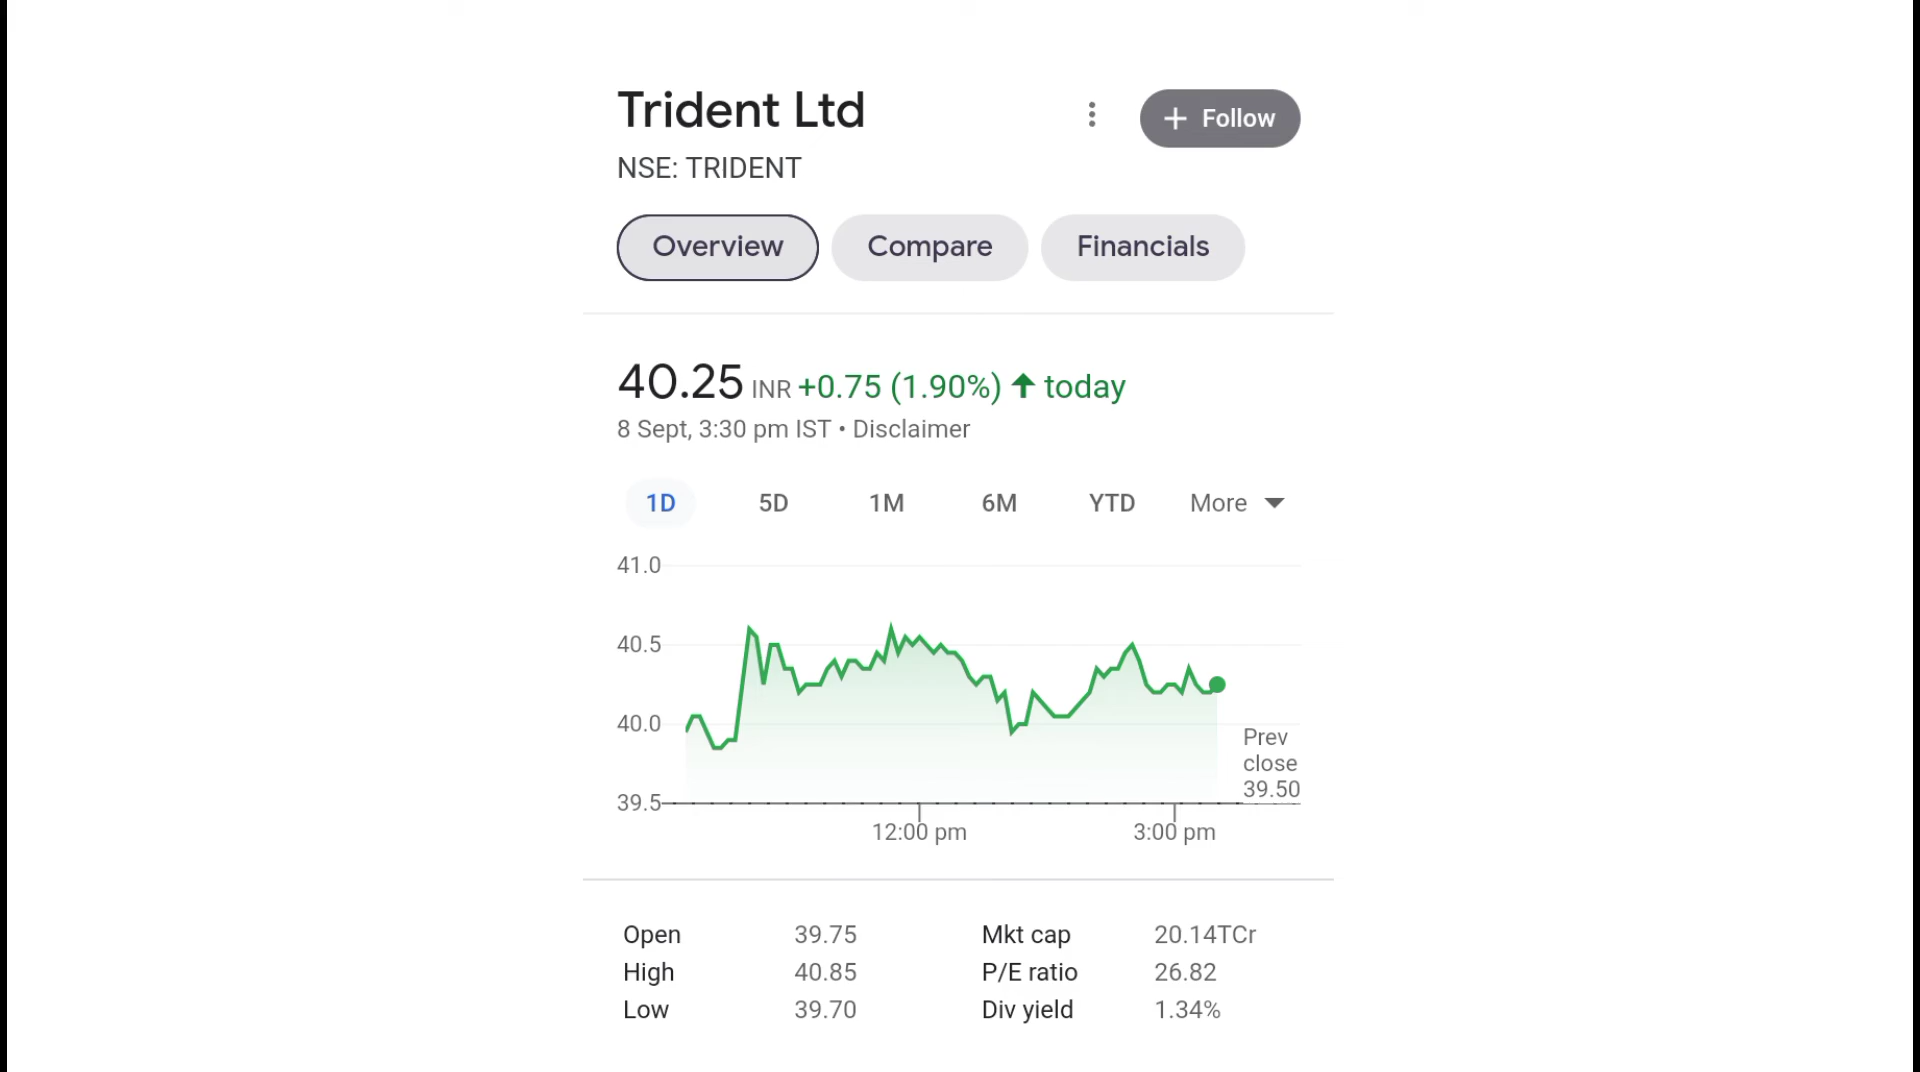 Trident Ltd
+ Follow
NSE: TRIDENT
Overview
Compare
Financials
40.25 INR +0.75 (1.90%) ↑ today
8 Sept, 3:30 pm IST • Disclaimer
1D 5D 1M 6M YTD More
41.0
40.5
40.0
39.5
Prev
close
39.50
12:00 pm 3:00 pm
Open 39.75 Mkt cap 20.14TCr
High 40.85 P/E ratio 26.82
Low 39.70 Div yield 1.34%